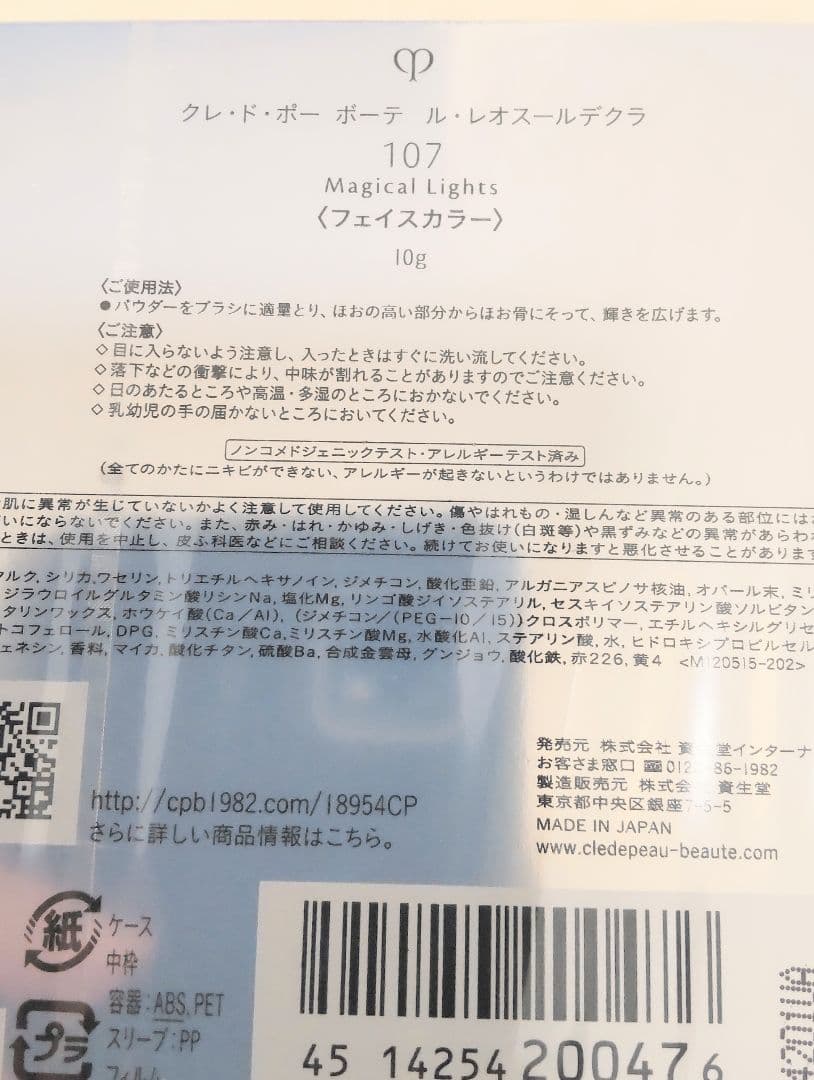 クレ・ド・ポー ボーテ ル・レオスールデクラ
107
Magical Lights
〈フェイスカラー〉
10g
〈ご使用法〉
●パウダーをブラシに適量とり、ほおの高い部分からほお骨にそって、輝きを広げます。
〈ご注意〉
◇目に入らないよう注意し、入ったときはすぐに洗い流してください。
◇落下などの衝撃により、中味が割れることがありますのでご注意ください。
◇日のあたるところや高温・多湿のところにおかないでください。
◇乳幼児の手の届かないところにおいてください。
ノンコメドジェニックテスト・アレルギーテスト済み
(全てのかたにニキビができない、アレルギーが起きないというわけではありません。)
肌に異常が生じていないかよく注意して使用してください。傷やはれもの・湿しんなど異常のある部位には
いにならないでください。また、赤み・はれ・かゆみ・しげき・色抜け(白斑等)や黒ずみなどの異常があらわ
ときは、使用を中止し、皮ふ科医などにご相談ください。続けてお使いになりますと悪化させることがあります
タルク,シリカ,ワセリン,トリエチルヘキサノイン,ジメチコン,酸化亜鉛,アルガニアスピノサ核油,オパール末,ミリ
ジラウロイルグルタミン酸リシンNa,塩化Mg,リンゴ酸ジイソステアリル,セスキイソステアリン酸ソルビタン
タリンワックス,ホウケイ酸(Ca/Al),(ジメチコン/(PEG-10/15))クロスポリマー,エチルヘキシルグリセ
トコフェロール,DPG,ミリスチン酸Ca,ミリスチン酸Mg,水酸化Al,ステアリン酸,水,ヒドロキシプロピルセル
ェネシン,香料,マイカ,酸化チタン,硫酸Ba,合成金雲母,グンジョウ,酸化鉄,赤226,黄4 <M120515-202>
http://cpb1982.com/18954CP
さらに詳しい商品情報はこちら。
発売元 株式会社 資生堂インターナ
お客さま窓口 012 86-1982
製造販売元 株式会社 資生堂
東京都中央区銀座7-5-5
MADE IN JAPAN
www.cledepeau-beaute.com
紙 ケース
中枠
プラ 容器:ABS,PET
スリーブ:PP
フィルム
45 14254 200476